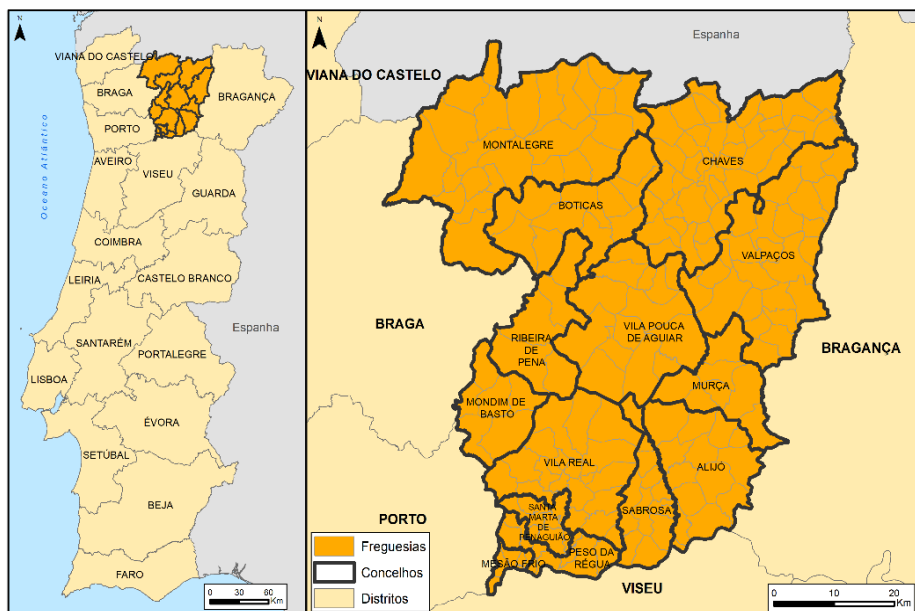 N
VIANA DO CASTELO
BRAGA
BRAGANÇA
PORTO
AVEIRO
VISEU
GUARDA
Oceano Atlântico
COIMBRA
LEIRIA
CASTELO BRANCO
Espanha
SANTARÉM
PORTALEGRE
LISBOA
ÉVORA
SETÚBAL
BEJA
FARO
0 30 60
Km
N
Espanha
VIANA DO CASTELO
MONTALEGRE
CHAVES
BOTICAS
VALPAÇOS
BRAGA
RIBEIRA
DE
PENA
VILA POUCA
DE AGUIAR
BRAGANÇA
MURÇA
MONDIM DE
BASTO
VILA REAL
ALIJÓ
SANTA
MARTA
DE
PENAGUIÃO
SABROSA
PORTO
MESÃO FRIO
PESO DA
RÉGUA
VISEU
Freguesias
Concelhos
Distritos
0 10 20
Km